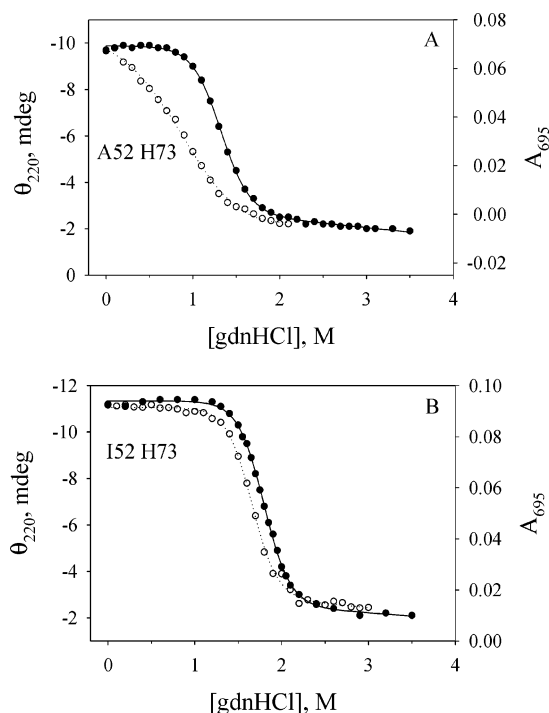 A
A52 H73
θ220, mdeg
-10
-8
-6
-4
-2
0
A695
0.08
0.06
0.04
0.02
0.00
-0.02
0 1 2 3 4
[gdnHCl], M
B
I52 H73
θ220, mdeg
-12
-10
-8
-6
-4
-2
A695
0.10
0.08
0.06
0.04
0.02
0.00
0 1 2 3 4
[gdnHCl], M